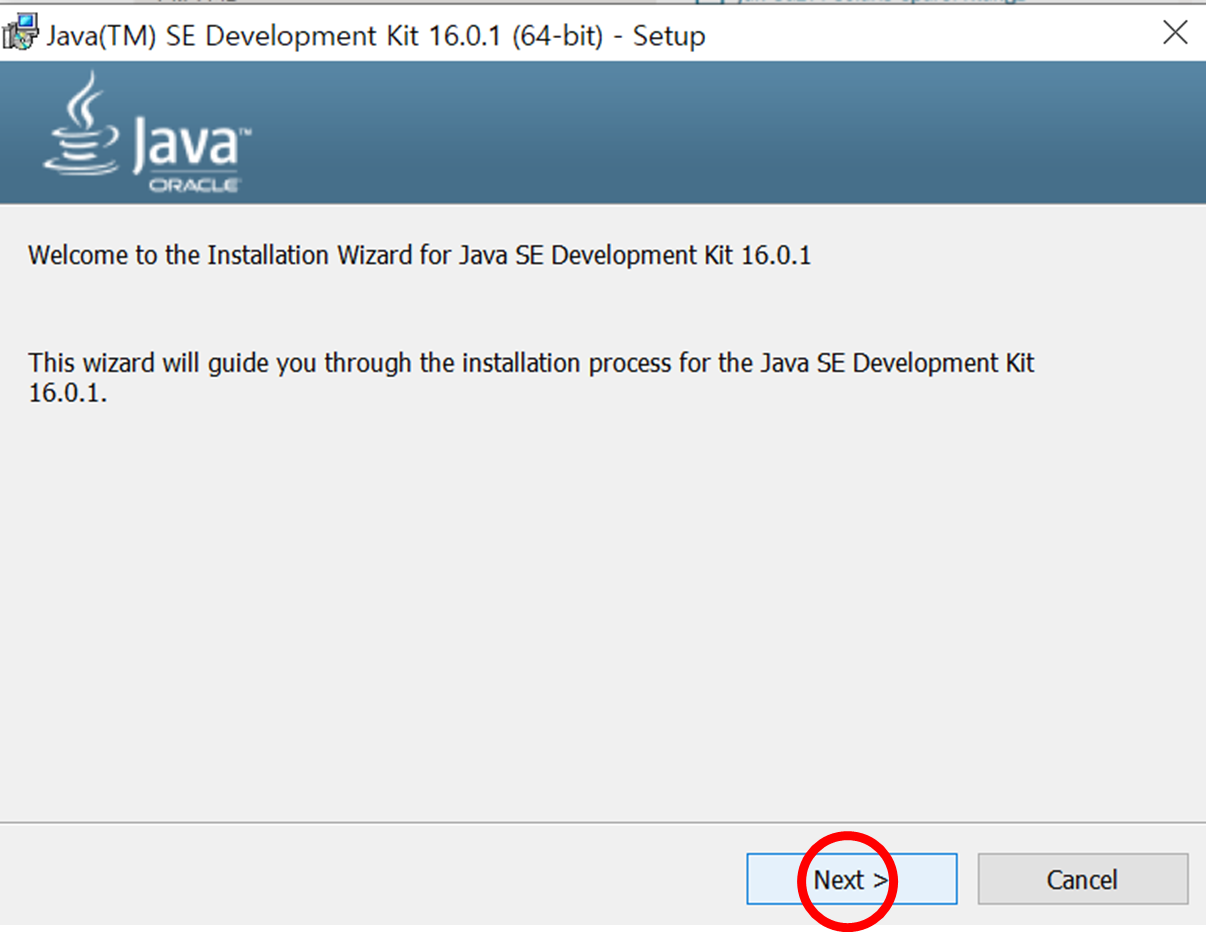 Java(TM) SE Development Kit 16.0.1 (64-bit) - Setup
Java™
ORACLE
Welcome to the Installation Wizard for Java SE Development Kit 16.0.1
This wizard will guide you through the installation process for the Java SE Development Kit
16.0.1.
Next >
Cancel